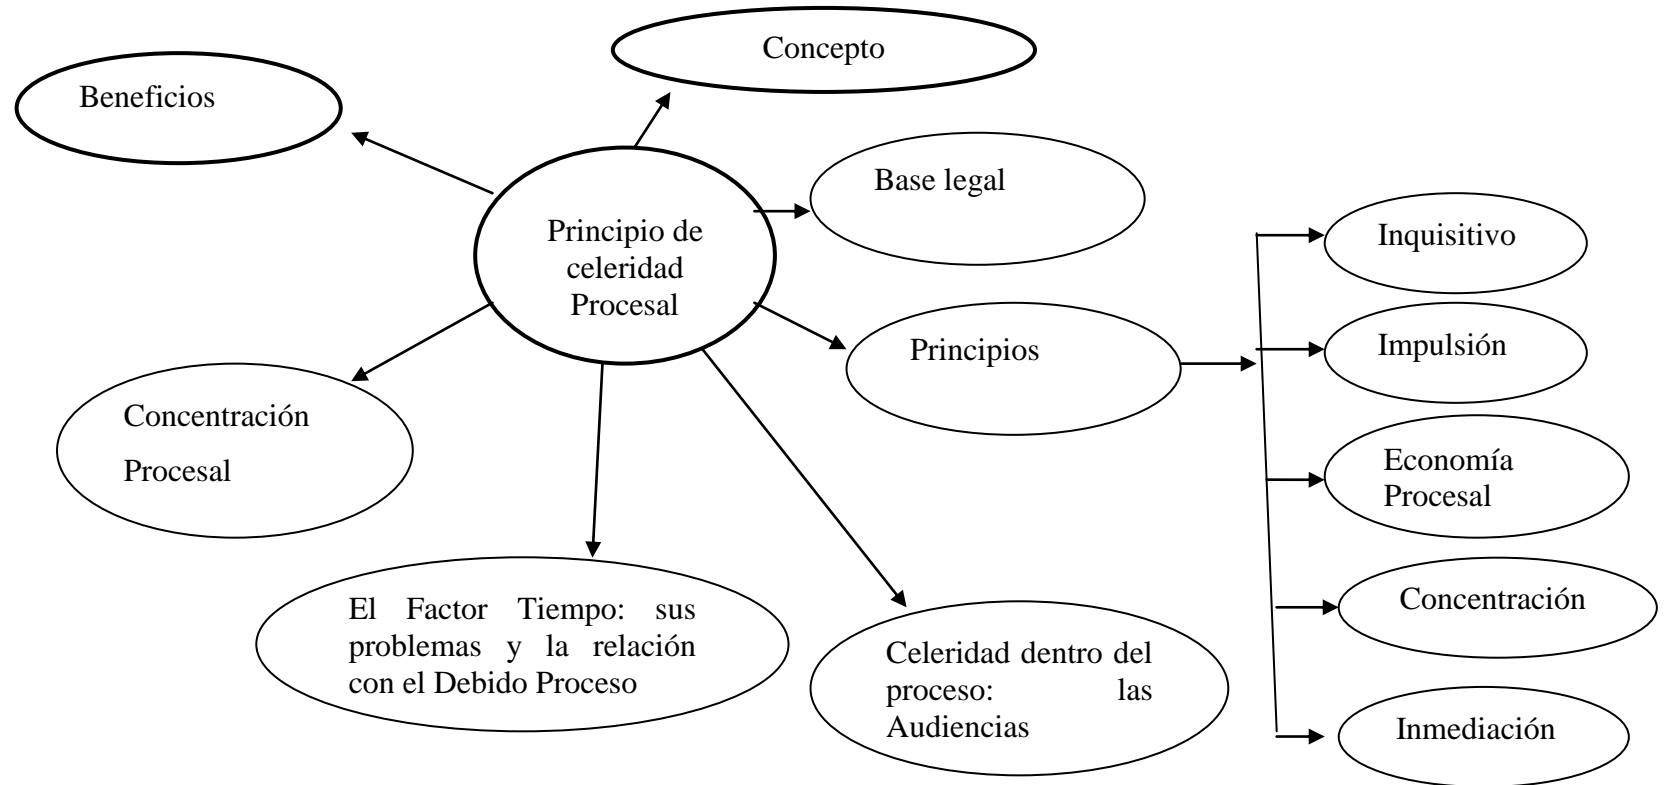 Concepto
Beneficios
Base legal
Principio de
celeridad
Procesal
Inquisitivo
Impulsión
Principios
Concentración
Procesal
Economía
Procesal
Concentración
El Factor Tiempo: sus
problemas y la relación
con el Debido Proceso
Celeridad dentro del
proceso: las
Audiencias
Inmediación